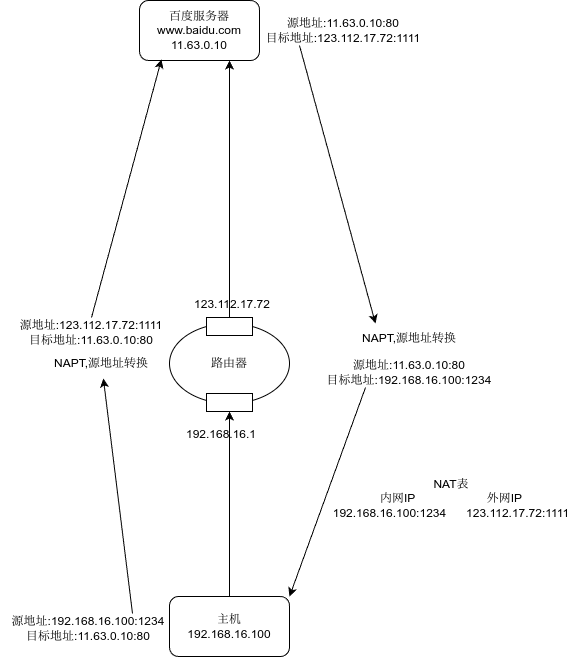 百度服务器
www.baidu.com
11.63.0.10
源地址:11.63.0.10:80
目标地址:123.112.17.72:1111
123.112.17.72
源地址:123.112.17.72:1111
目标地址:11.63.0.10:80
NAPT,源地址转换
路由器
192.168.16.1
NAPT,源地址转换
源地址:11.63.0.10:80
目标地址:192.168.16.100:1234
NAT表
内网IP 外网IP
192.168.16.100:1234 123.112.17.72:1111
源地址:192.168.16.100:1234
目标地址:11.63.0.10:80
主机
192.168.16.100